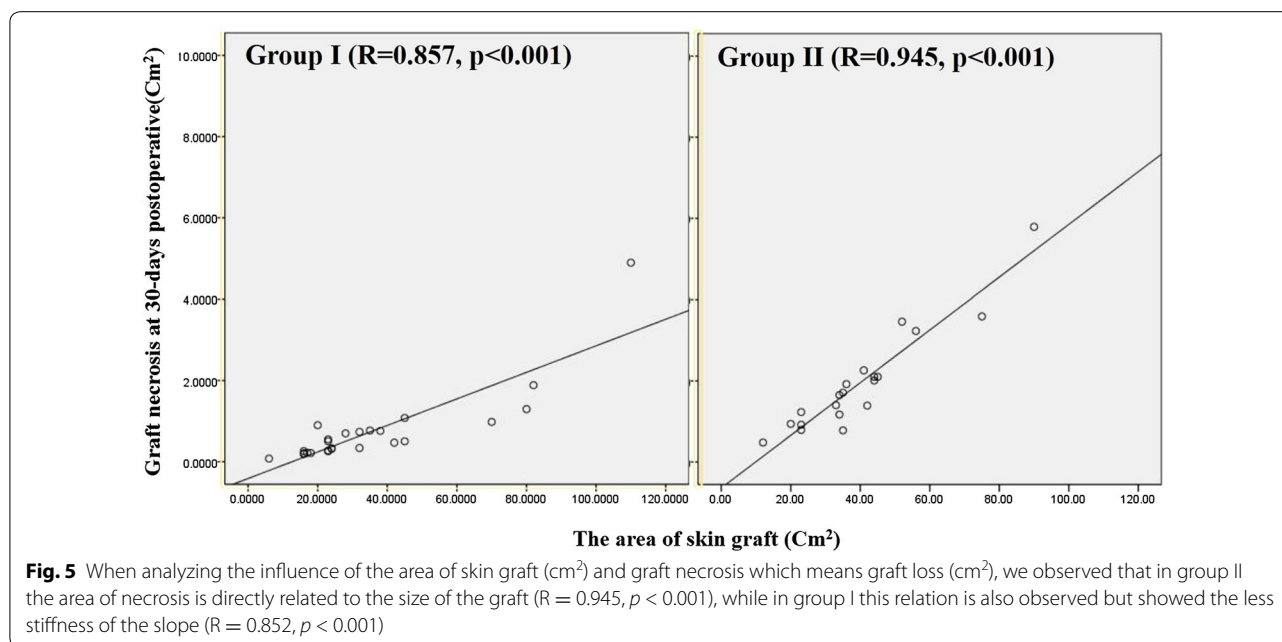 Group I (R=0.857, p<0.001)
Group II (R=0.945, p<0.001)
Graft necrosis at 30-days postoperative(Cm²)
10.0000
8.0000
6.0000
4.0000
2.0000
0.0000
0.0000 20.0000 40.0000 60.0000 80.0000 100.0000 120.0000
0.00 20.00 40.00 60.00 80.00 100.00 120.00
The area of skin graft (Cm²)
Fig. 5 When analyzing the influence of the area of skin graft (cm²) and graft necrosis which means graft loss (cm²), we observed that in group II
the area of necrosis is directly related to the size of the graft (R = 0.945, p < 0.001), while in group I this relation is also observed but showed the less
stiffness of the slope (R = 0.852, p < 0.001)